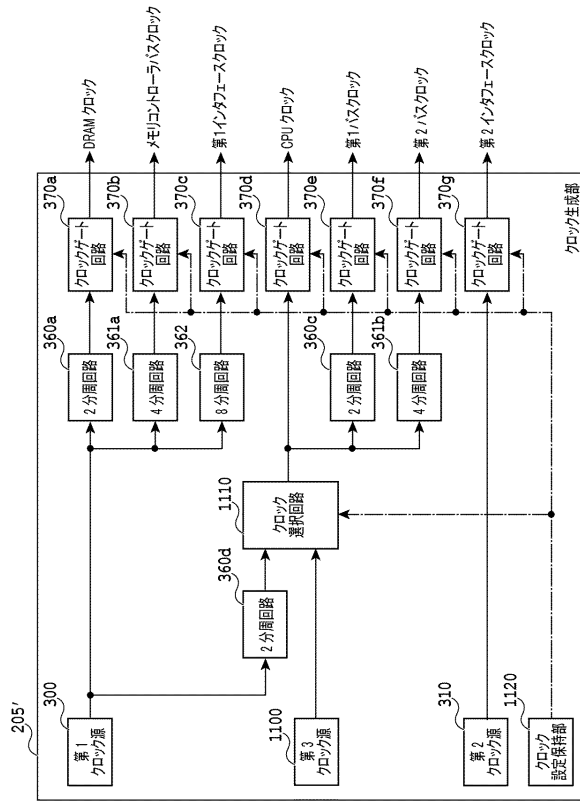 205'
300
第1
クロック源
1100
第3
クロック源
310
第2
クロック源
1120
クロック
設定保持部
360d
2分周回路
1110
クロック
選択回路
360a
2分周回路
361a
4分周回路
362
8分周回路
360c
2分周回路
361b
4分周回路
370a
クロックゲート
回路
370b
クロックゲート
回路
370c
クロックゲート
回路
370d
クロックゲート
回路
370e
クロックゲート
回路
370f
クロックゲート
回路
370g
クロックゲート
回路
DRAMクロック
メモリコントローラバスクロック
第1インタフェースクロック
CPUクロック
第1バスクロック
第2バスクロック
第2インタフェースクロック
クロック生成部